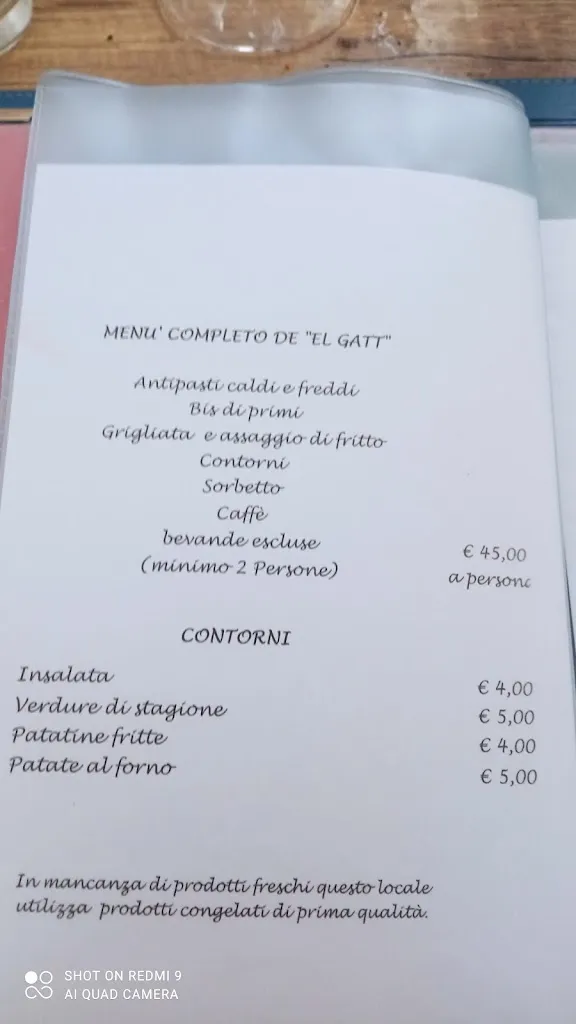 MENU' COMPLETO DE "EL GATT"
Antipasti caldi e freddi
Bis di primi
Grigliata e assaggio di fritto
Contorni
Sorbetto
Caffè
bevande escluse € 45,00
(minimo 2 Persone) a persona
CONTORNI
Insalata € 4,00
Verdure di stagione € 5,00
Patatine fritte € 4,00
Patate al forno € 5,00
In mancanza di prodotti freschi questo locale
utilizza prodotti congelati di prima qualità.
SHOT ON REDMI 9
AI QUAD CAMERA